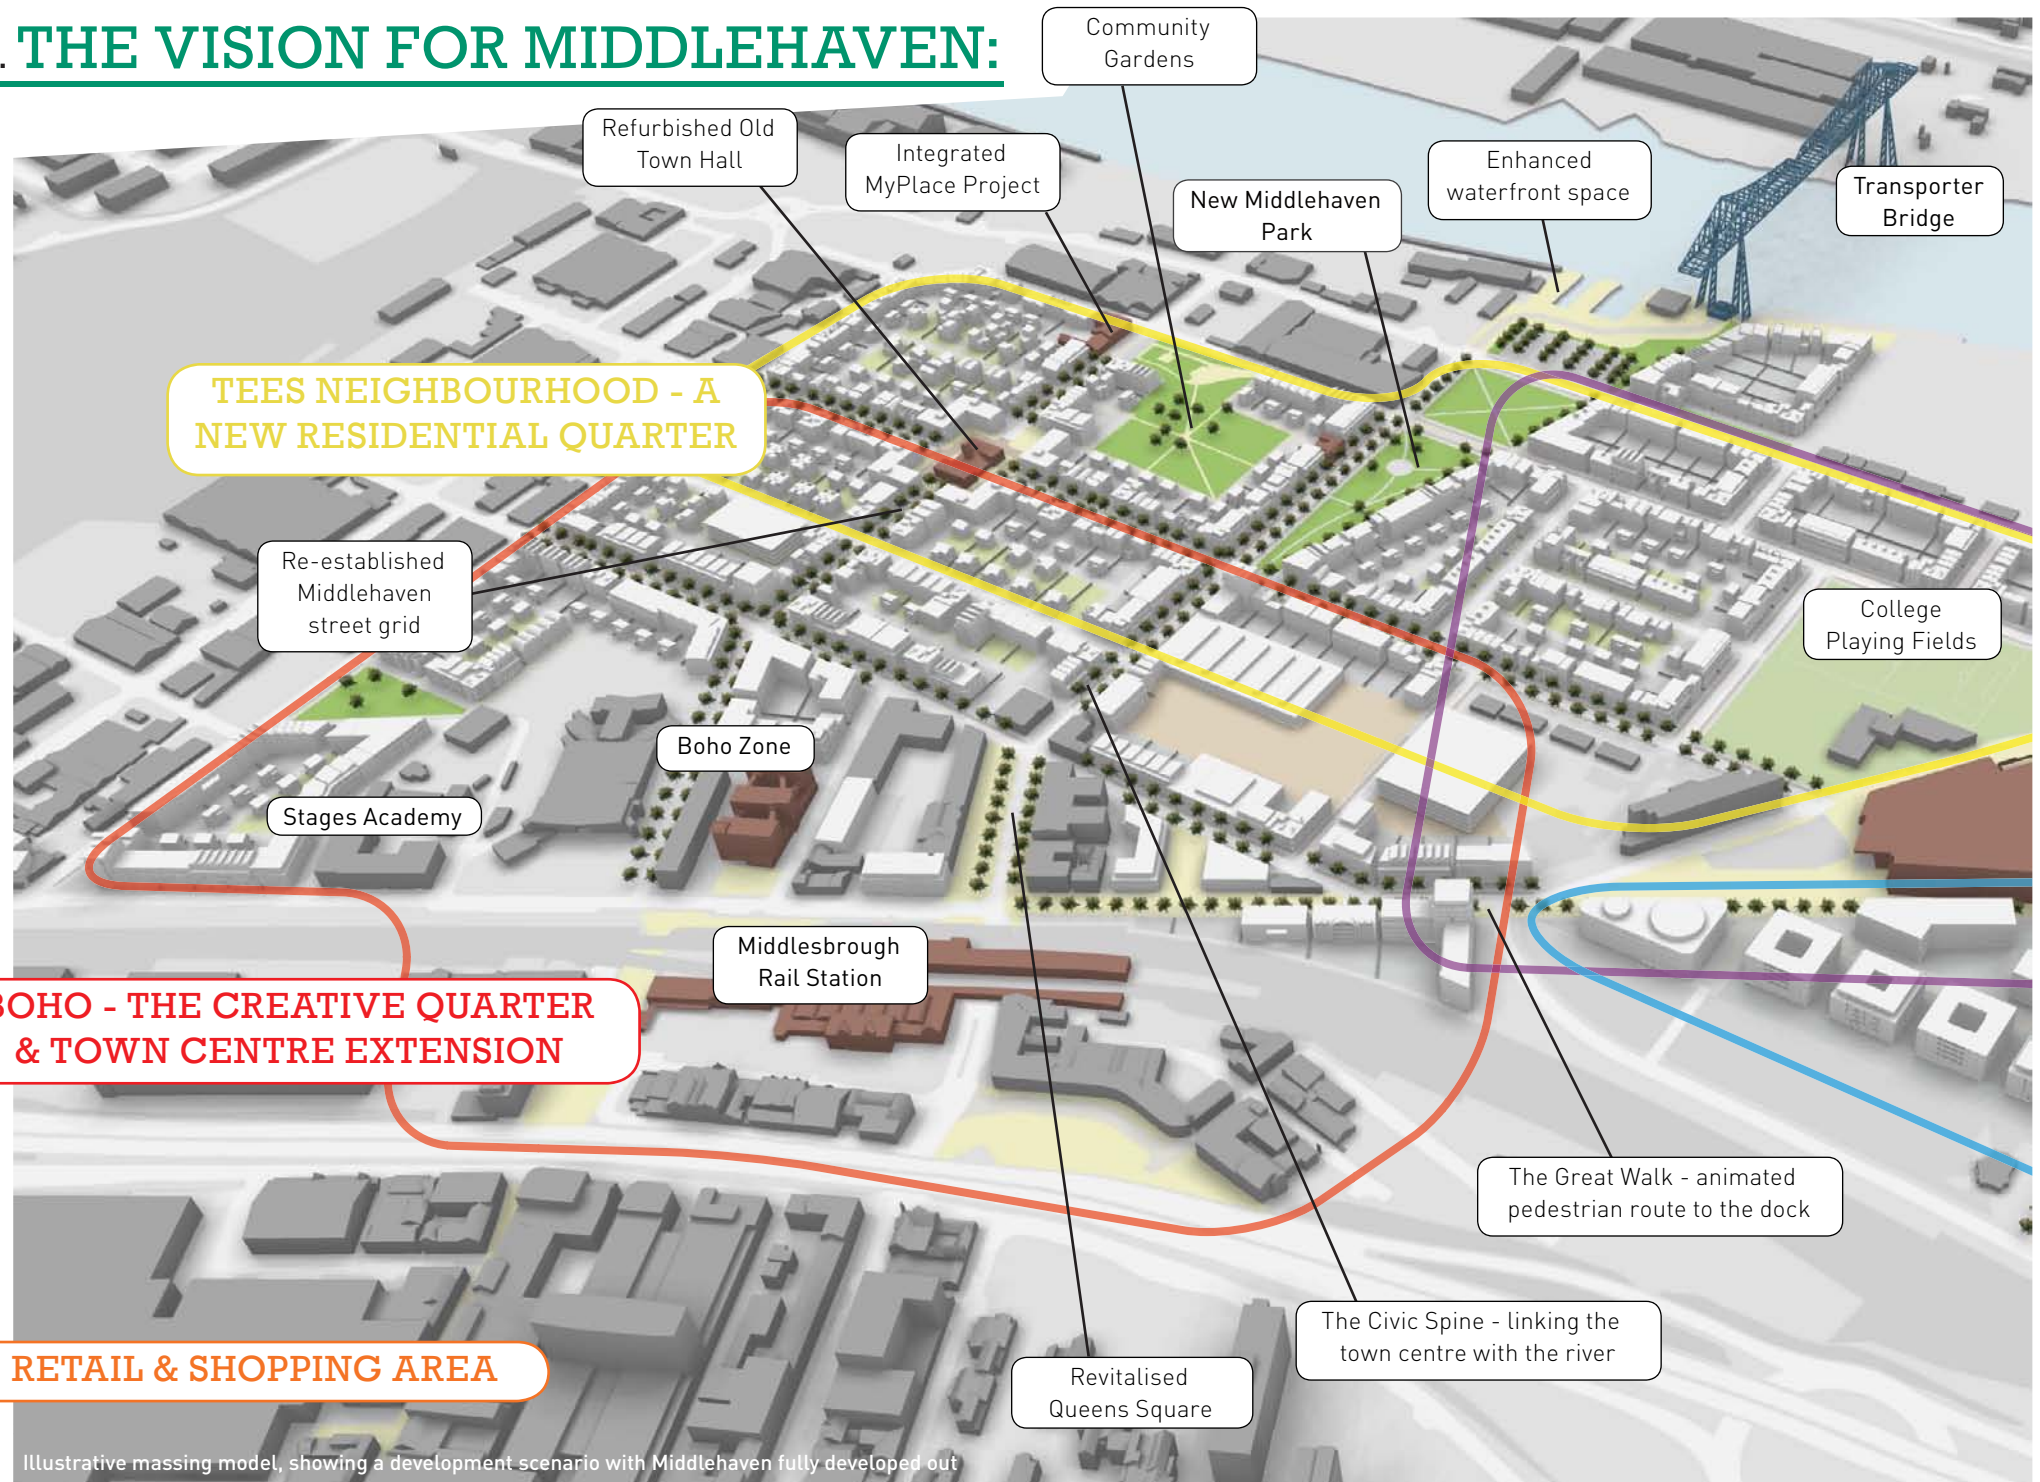 . THE VISION FOR MIDDLEHAVEN:
Community
Gardens
Refurbished Old
Town Hall
Integrated
MyPlace Project
New Middlehaven
Park
Enhanced
waterfront space
Transporter
Bridge
TEES NEIGHBOURHOOD - A
NEW RESIDENTIAL QUARTER
Re-established
Middlehaven
street grid
College
Playing Fields
Boho Zone
Stages Academy
Middlesbrough
Rail Station
BOHO - THE CREATIVE QUARTER
& TOWN CENTRE EXTENSION
The Great Walk - animated
pedestrian route to the dock
The Civic Spine - linking the
town centre with the river
Revitalised
Queens Square
RETAIL & SHOPPING AREA
Illustrative massing model, showing a development scenario with Middlehaven fully developed out